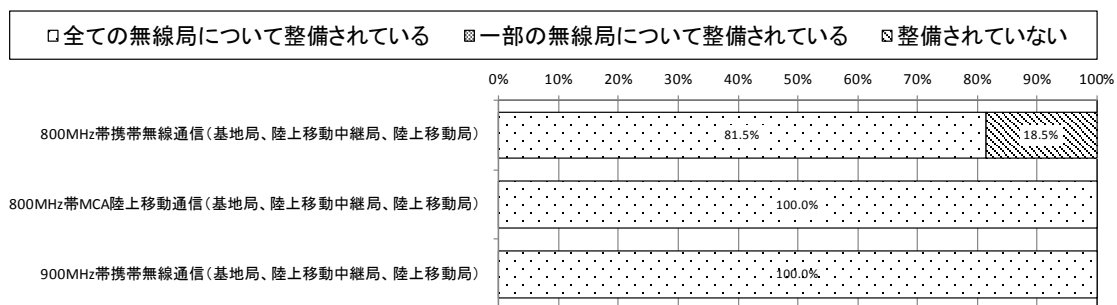 □全ての無線局について整備されている ▩一部の無線局について整備されている ▧整備されていない
0% 10% 20% 30% 40% 50% 60% 70% 80% 90% 100%
800MHz帯携帯無線通信(基地局、陸上移動中継局、陸上移動局)
81.5% 18.5%
800MHz帯MCA陸上移動通信(基地局、陸上移動中継局、陸上移動局)
100.0%
900MHz帯携帯無線通信(基地局、陸上移動中継局、陸上移動局)
100.0%